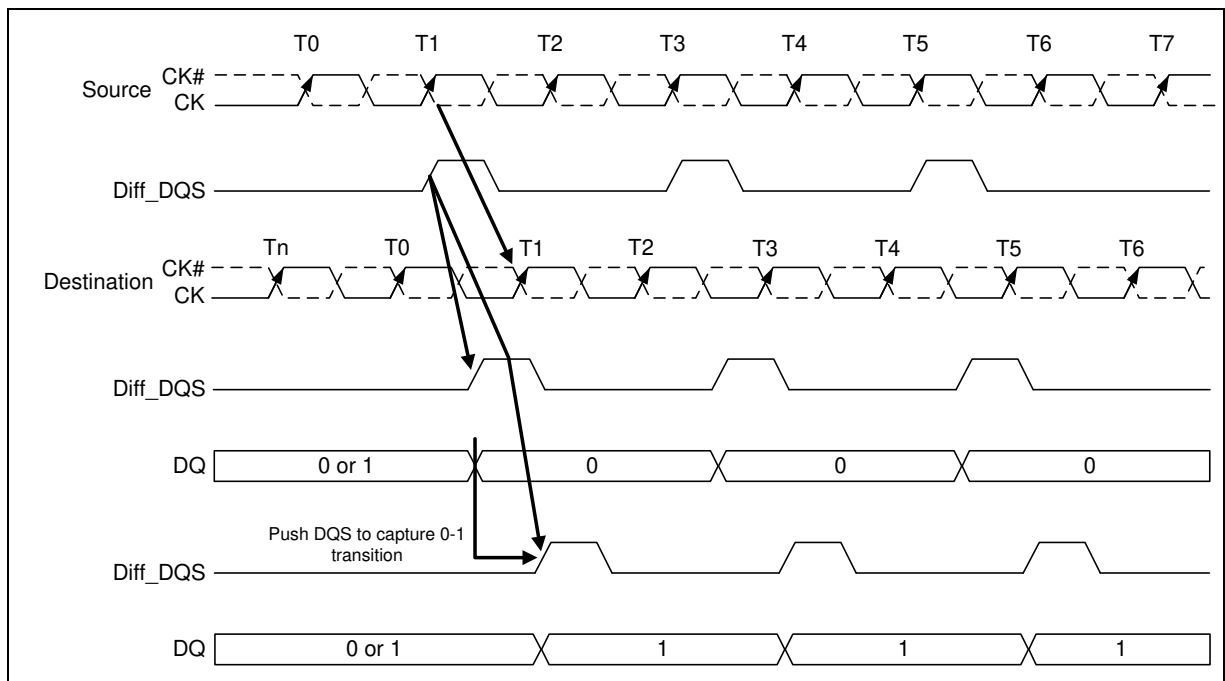 T0 T1 T2 T3 T4 T5 T6 T7
CK#
Source
CK
Diff_DQS
Tn T0 T1 T2 T3 T4 T5 T6
CK#
Destination
CK
Diff_DQS
DQ 0 or 1 0 0 0
Push DQS to capture 0-1
transition
Diff_DQS
DQ 0 or 1 1 1 1